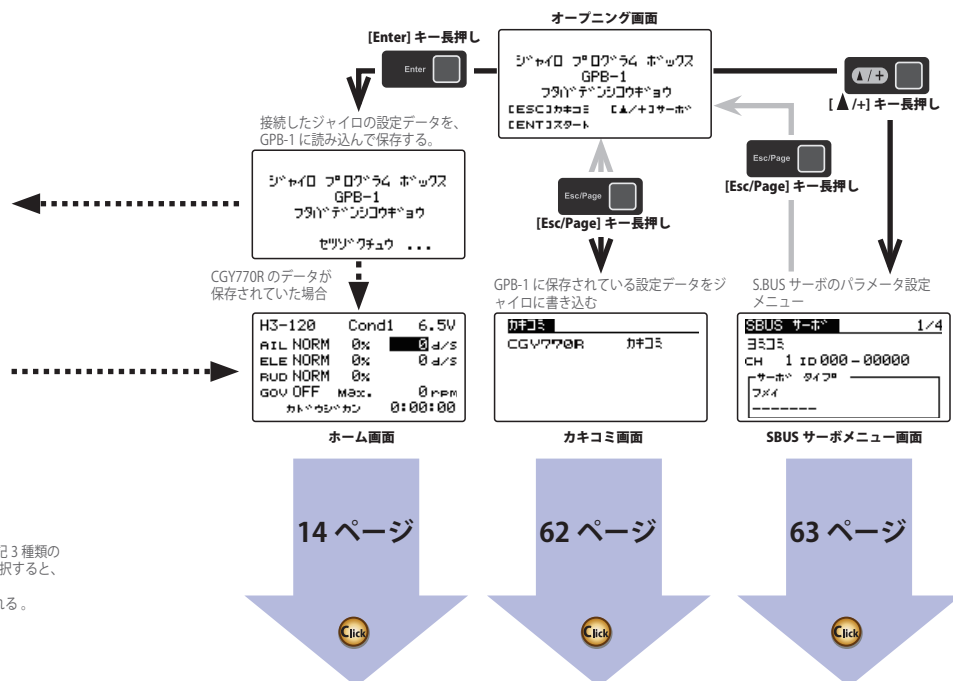 オープニング画面
[Enter] キー長押し
Enter
ジャイロ プログラム ボックス
GPB-1
フタバデンシコウギョウ
[ESC]カキコミ [▲/+]サーボ
[ENT]スタート
▲/+
[▲/+] キー長押し
接続したジャイロの設定データを、
GPB-1 に読み込んで保存する。
Esc/Page
[Esc/Page] キー長押し
Esc/Page
[Esc/Page] キー長押し
ジャイロ プログラム ボックス
GPB-1
フタバデンシコウギョウ
セツゾクチュウ ...
CGY770R のデータが
保存されていた場合
GPB-1 に保存されている設定データをジ
ャイロに書き込む
S.BUS サーボのパラメータ設定
メニュー
H3-120 Cond1 6.5V
AIL NORM 0% 0 d/s
ELE NORM 0% 0 d/s
RUD NORM 0%
GOV OFF Max. 0 rpm
カドウジカン 0:00:00
カキコミ
CGY770R カキコミ
SBUS サーボ 1/4
ヨミコミ
CH 1 ID 000-00000
サーボ タイプ
フメイ
-------
ホーム画面
カキコミ画面
SBUS サーボメニュー画面
14 ページ
62 ページ
63 ページ
記 3 種類の
択すると、
れる 。
Click
Click
Click